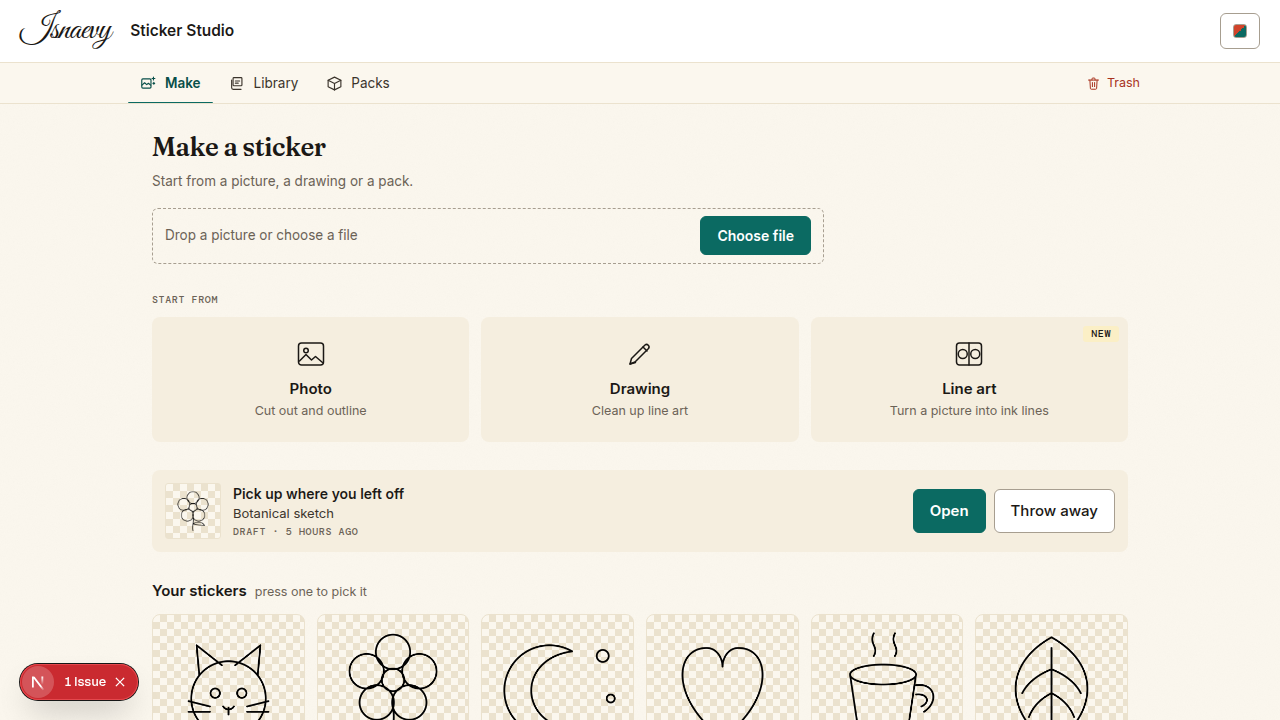 Jsnaevy
Sticker Studio
Make
Library
Packs
Trash
Make a sticker
Start from a picture, a drawing or a pack.
Drop a picture or choose a file
Choose file
START FROM
NEW
Photo
Cut out and outline
Drawing
Clean up line art
Line art
Turn a picture into ink lines
Pick up where you left off
Botanical sketch
DRAFT · 5 HOURS AGO
Open
Throw away
Your stickers press one to pick it
N 1 Issue